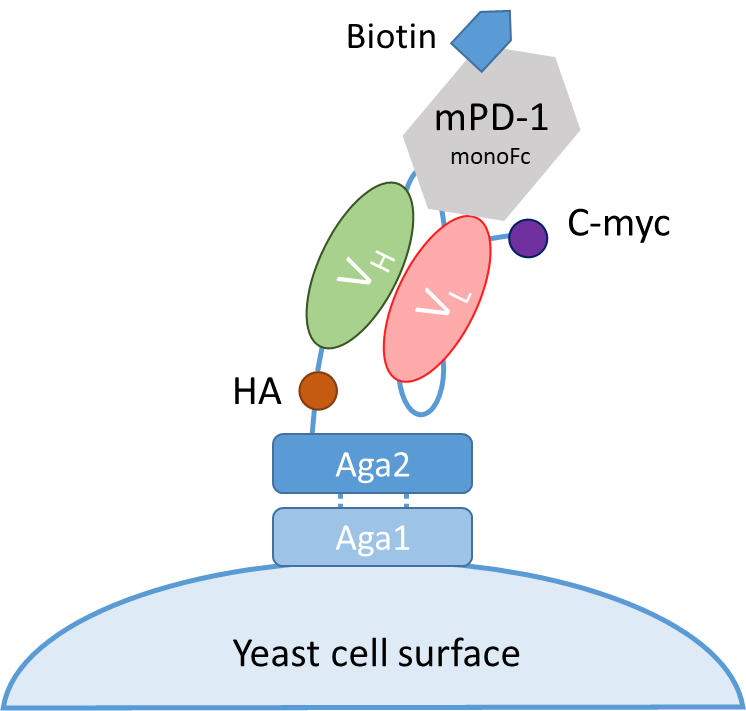 Biotin
mPD-1
monoFc
C-myc
VH
VL
HA
Aga2
Aga1
Yeast cell surface